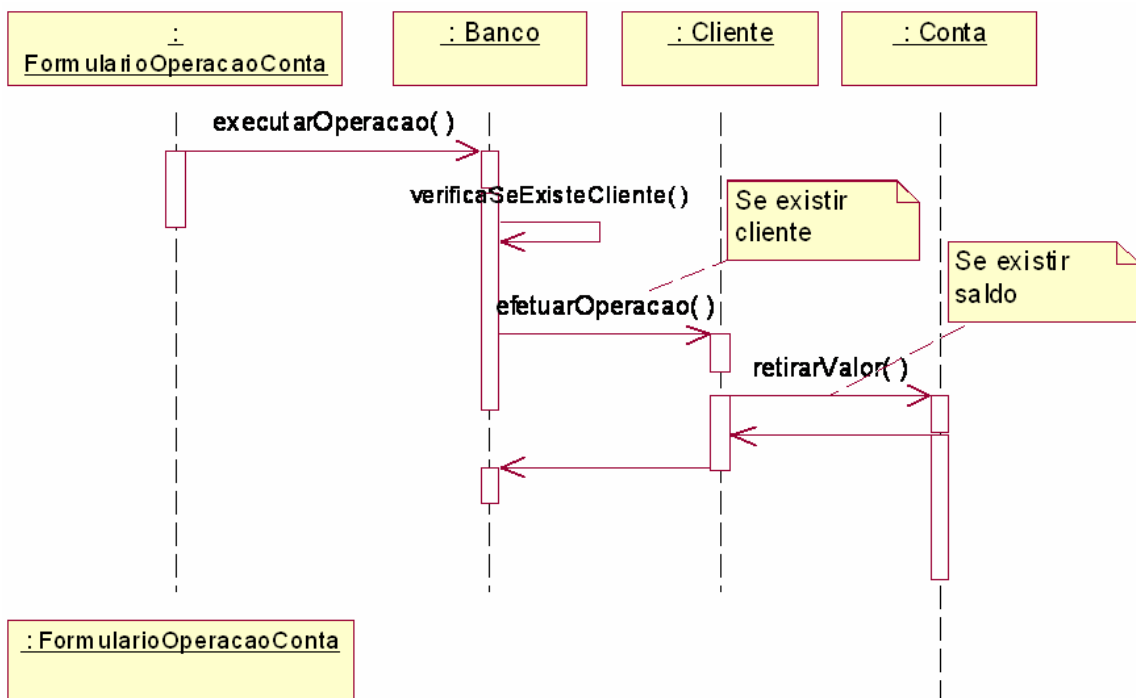 :
FormularioOperacaoConta
: Banco
: Cliente
: Conta
executarOperacao( )
verificaSeExisteCliente( )
Se existir
cliente
Se existir
saldo
efetuarOperacao( )
retirarValor( )
: FormularioOperacaoConta